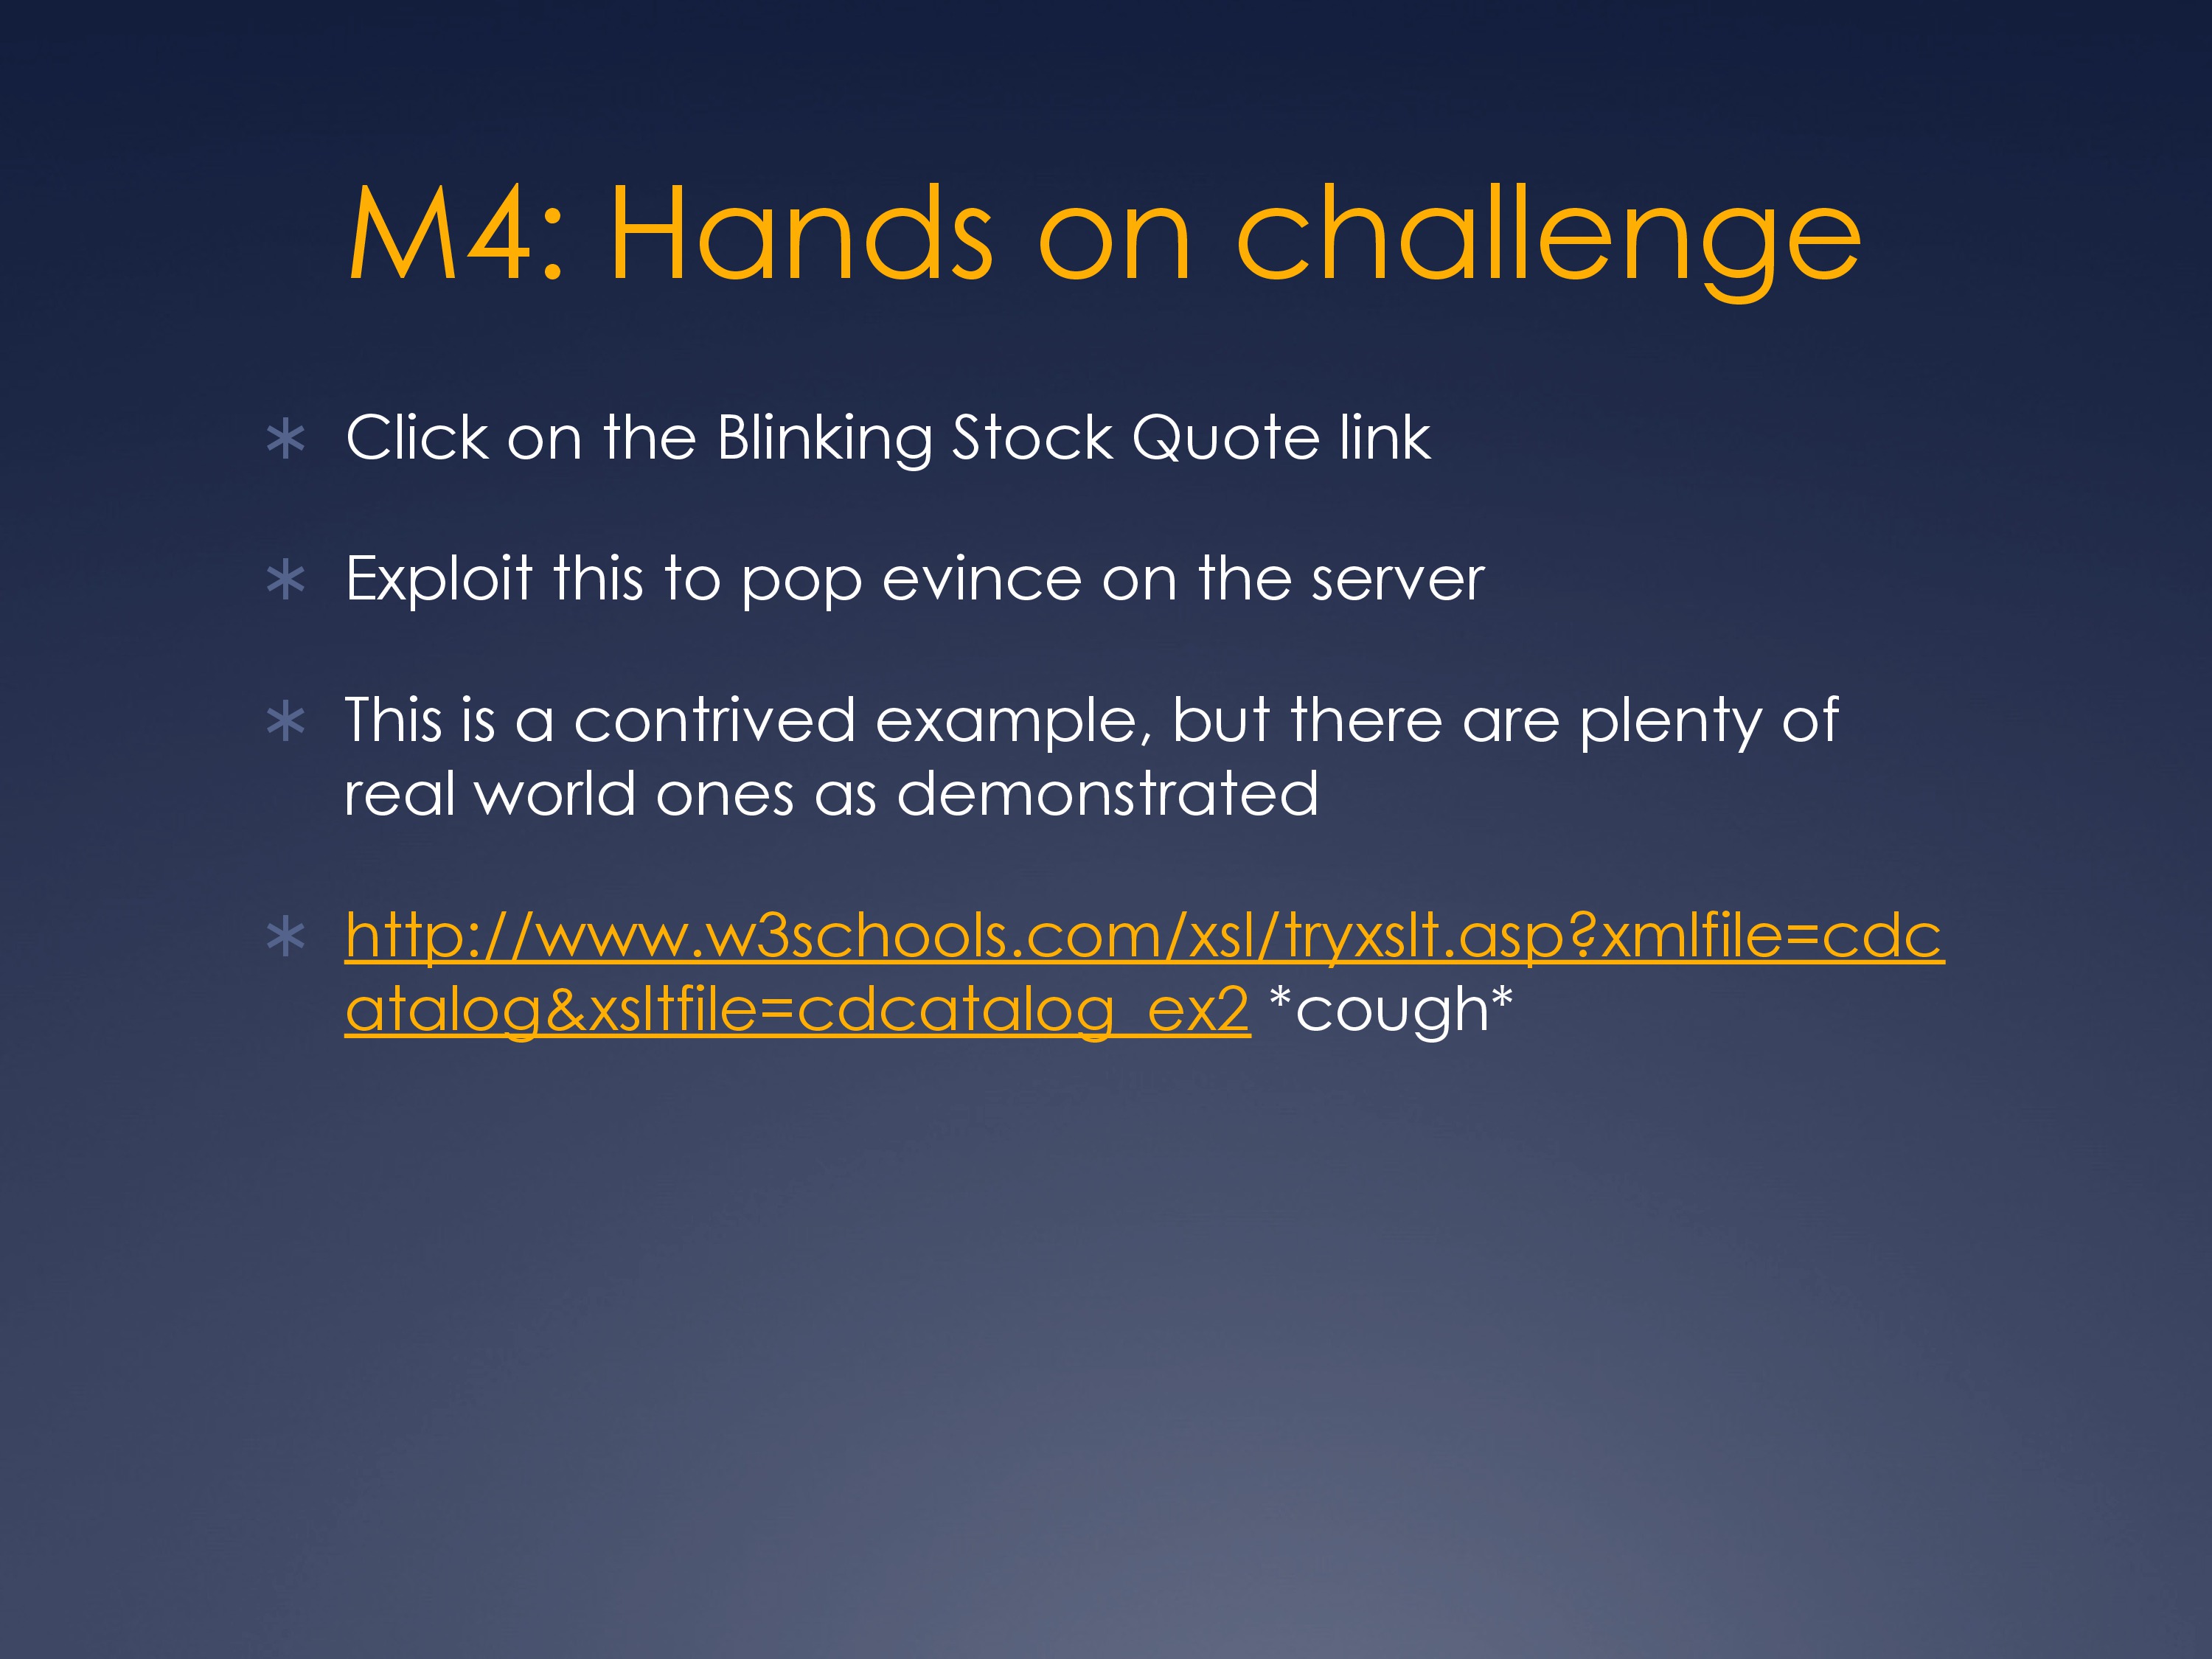 M4: Hands on challenge
* Click on the Blinking Stock Quote link
* Exploit this to pop evince on the server
* This is a contrived example, but there are plenty of
real world ones as demonstrated
* http://www.w3schools.com/xsl/tryxslt.asp?xmlfile=cdc
atalog&xsltfile=cdcatalog_ex2 *cough*